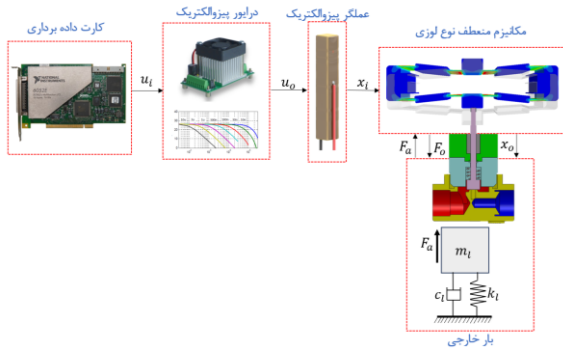 کارت داده برداری
درایور پیزوالکتریک
عملگر پیزوالکتریک
مکانیزم منعطف نوع لوزی
u_i
u_o
x_i
F_a
F_o
x_o
F_a
m_l
c_l
k_l
بار خارجی